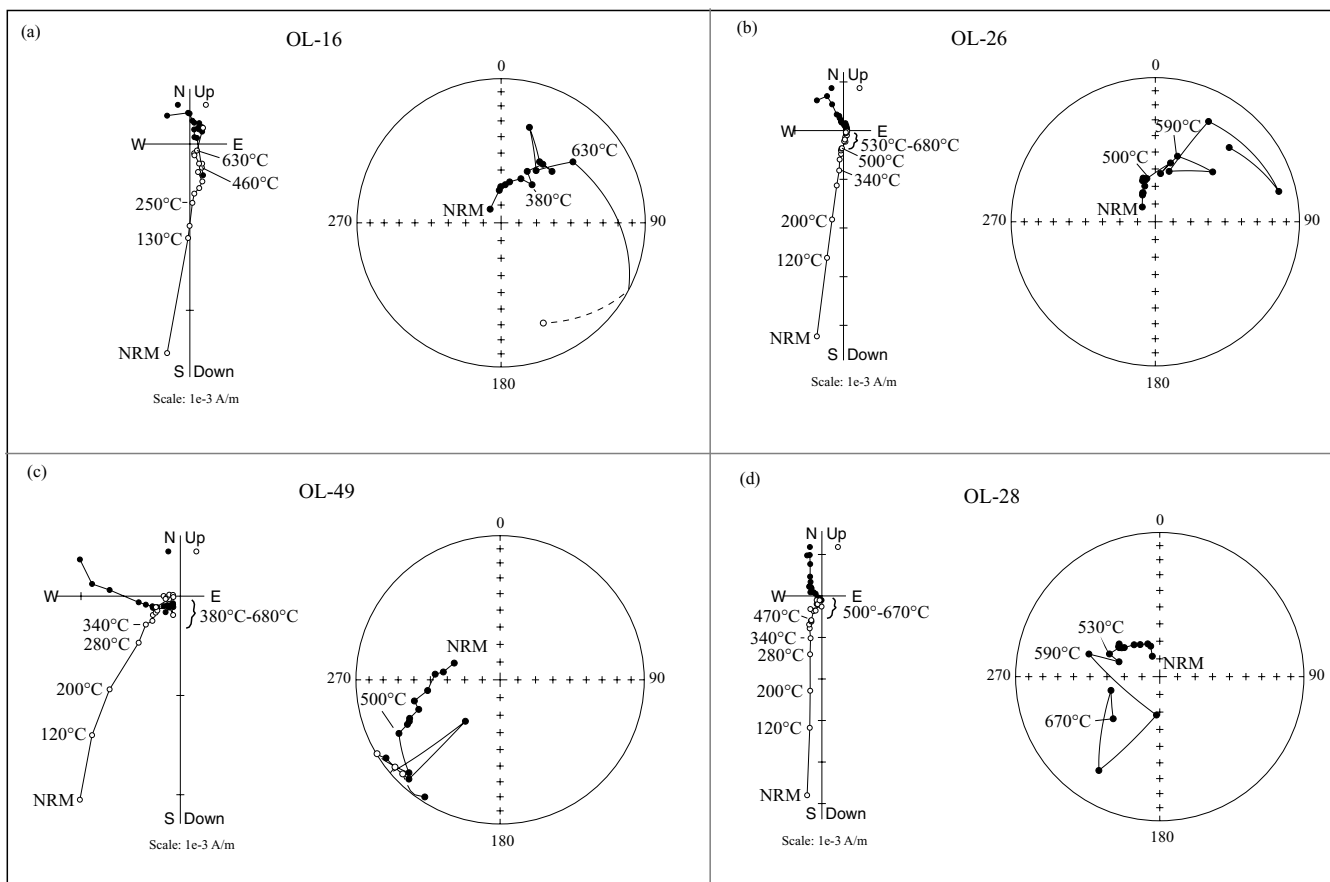 (a)
OL-16
N Up
W E
630°C
460°C
250°C
130°C
NRM
S Down
Scale: 1e-3 A/m
0
630°C
380°C
NRM
270 90
180
(b)
OL-26
N Up
W E
530°C-680°C
500°C
340°C
200°C
120°C
NRM
S Down
Scale: 1e-3 A/m
0
590°C
500°C
NRM
270 90
180
(c)
OL-49
N Up
W E
380°C-680°C
340°C
280°C
200°C
120°C
NRM
S Down
Scale: 1e-3 A/m
0
NRM
270 90
500°C
180
(d)
OL-28
N Up
W E
500°-670°C
470°C
340°C
280°C
200°C
120°C
NRM
S Down
Scale: 1e-3 A/m
0
530°C
590°C
NRM
270 90
670°C
180